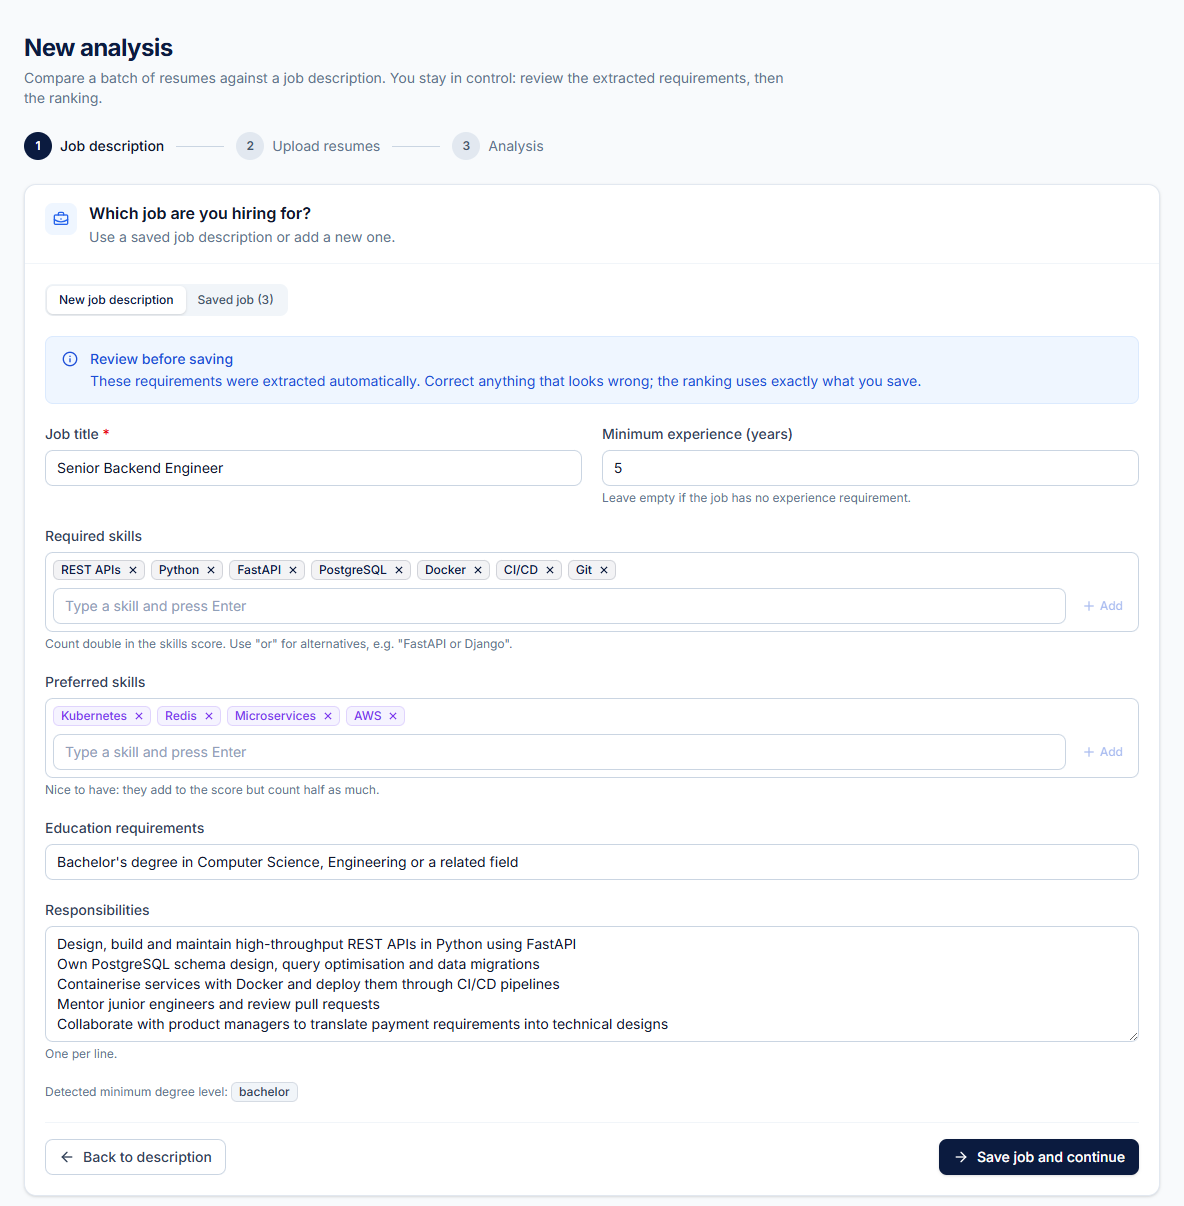 New analysis
Compare a batch of resumes against a job description. You stay in control: review the extracted requirements, then
the ranking.
1 Job description 2 Upload resumes 3 Analysis
Which job are you hiring for?
Use a saved job description or add a new one.
New job description Saved job (3)
Review before saving
These requirements were extracted automatically. Correct anything that looks wrong; the ranking uses exactly what you save.
Job title * Minimum experience (years)
Senior Backend Engineer 5
Leave empty if the job has no experience requirement.
Required skills
REST APIs × Python × FastAPI × PostgreSQL × Docker × CI/CD × Git ×
Type a skill and press Enter + Add
Count double in the skills score. Use "or" for alternatives, e.g. "FastAPI or Django".
Preferred skills
Kubernetes × Redis × Microservices × AWS ×
Type a skill and press Enter + Add
Nice to have: they add to the score but count half as much.
Education requirements
Bachelor's degree in Computer Science, Engineering or a related field
Responsibilities
Design, build and maintain high-throughput REST APIs in Python using FastAPI
Own PostgreSQL schema design, query optimisation and data migrations
Containerise services with Docker and deploy them through CI/CD pipelines
Mentor junior engineers and review pull requests
Collaborate with product managers to translate payment requirements into technical designs
One per line.
Detected minimum degree level: bachelor
← Back to description → Save job and continue